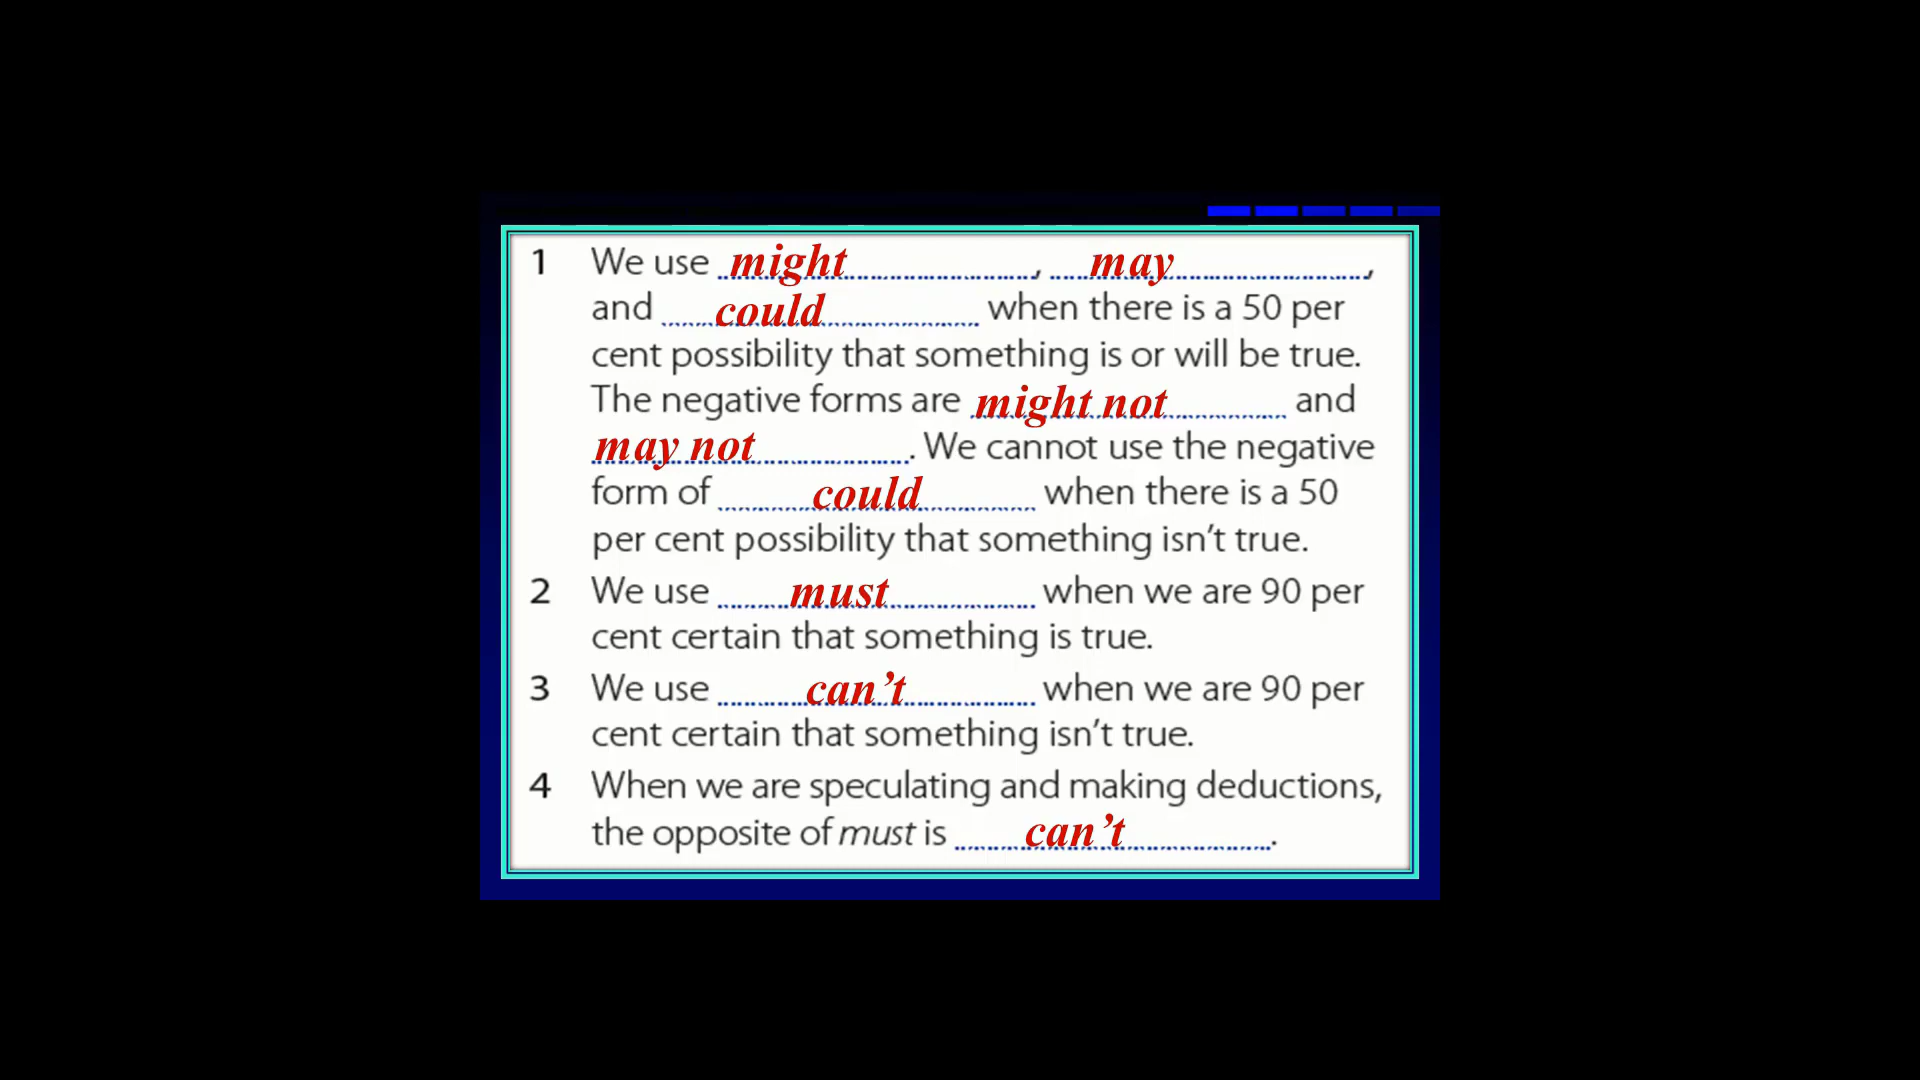 1 We use might, may,
and could when there is a 50 per
cent possibility that something is or will be true.
The negative forms are might not and
may not. We cannot use the negative
form of could when there is a 50
per cent possibility that something isn't true.
2 We use must when we are 90 per
cent certain that something is true.
3 We use can't when we are 90 per
cent certain that something isn't true.
4 When we are speculating and making deductions,
the opposite of must is can't.